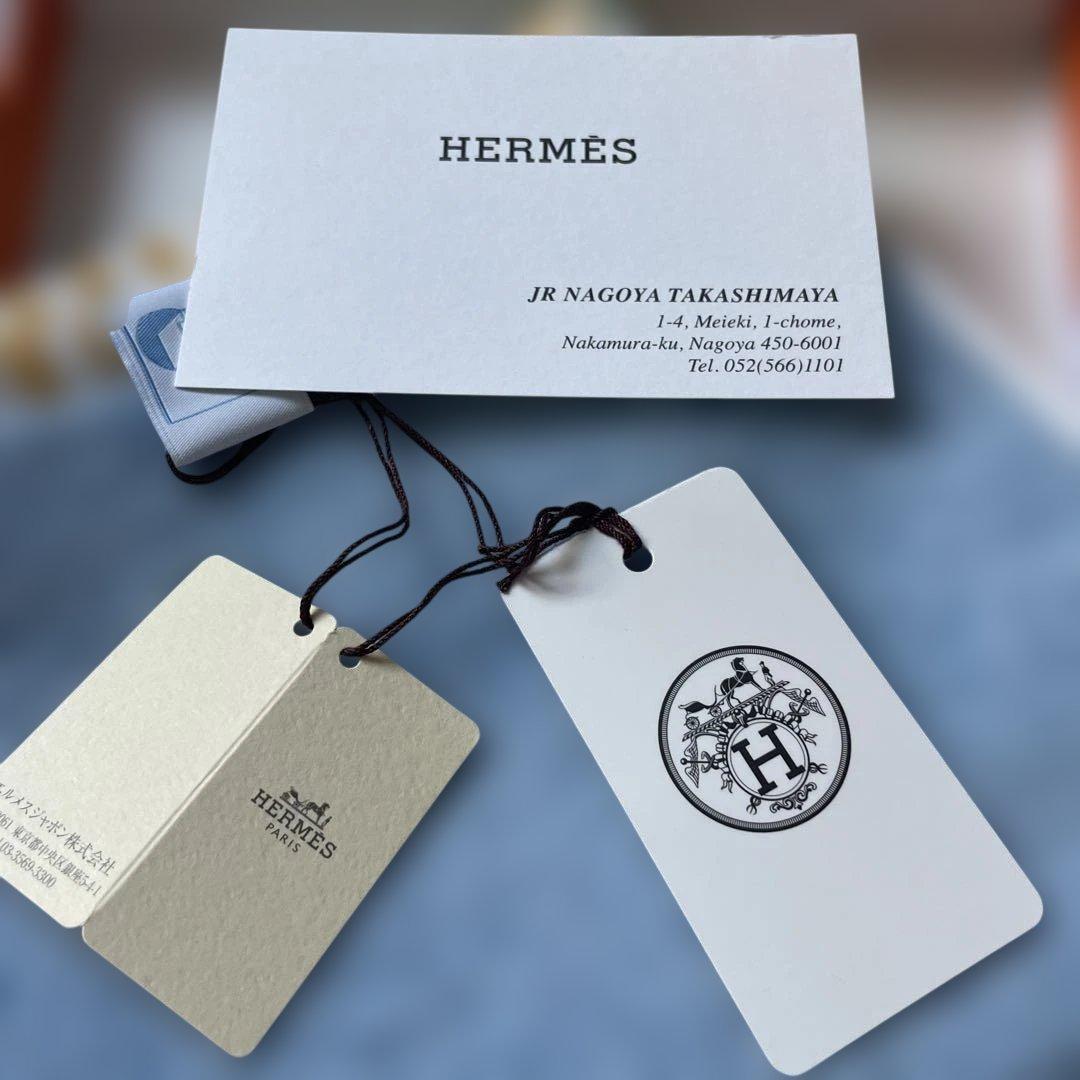 HERMÈS
JR NAGOYA TAKASHIMAYA
1-4, Meieki, 1-chome,
Nakamura-ku, Nagoya 450-6001
Tel. 052(566)1101
H
HERMÈS
PARIS
ルメスジャポン株式会社
061 東京都中央区銀座5-4-1
03-3569-3300